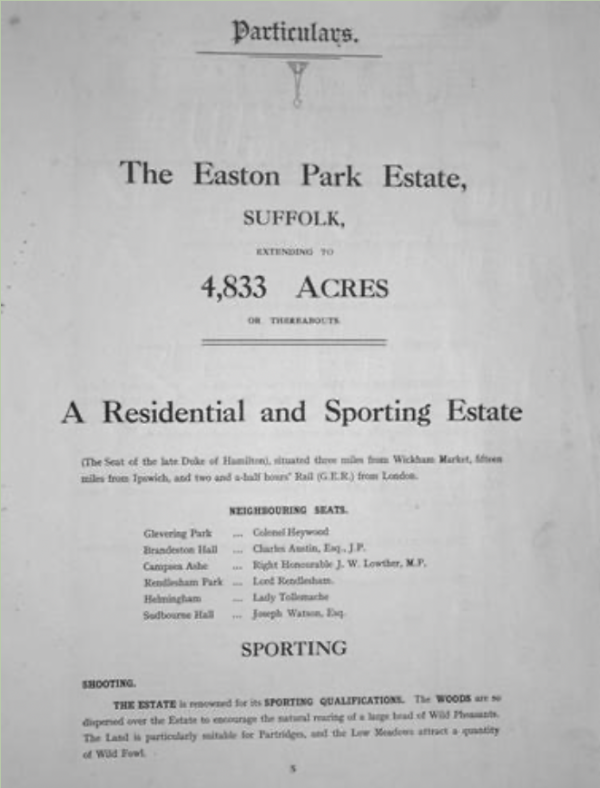 Particulars.
The Easton Park Estate,
SUFFOLK,
EXTENDING TO
4,833 ACRES
OR THEREABOUTS.
A Residential and Sporting Estate
(The Seat of the late Duke of Hamilton), situated three miles from Wickham Market, fifteen
miles from Ipswich, and two and a-half hours' Rail (G.E.R.) from London.
NEIGHBOURING SEATS.
Glevering Park ... Colonel Heywood
Brandeston Hall ... Charles Austin, Esq., J.P.
Campsea Ashe ... Right Honourable J. W. Lowther, M.P.
Rendlesham Park ... Lord Rendlesham.
Helmingham ... Lady Tollemache
Sudbourne Hall ... Joseph Watson, Esq.
SPORTING
SHOOTING.
THE ESTATE is renowned for its SPORTING QUALIFICATIONS. The WOODS are so
dispersed over the Estate to encourage the natural rearing of a large head of Wild Pheasants.
The Land is particularly suitable for Partridges, and the Low Meadows attract a quantity
of Wild Fowl.
5